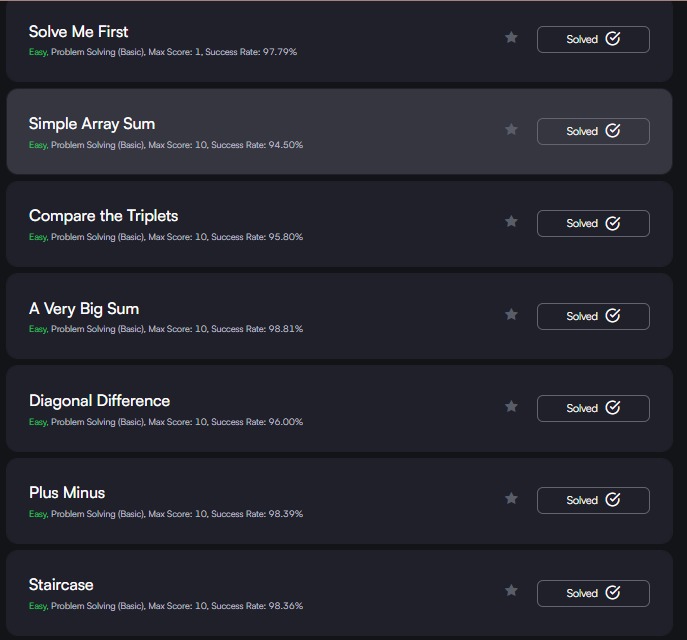 Solve Me First
Easy, Problem Solving (Basic), Max Score: 1, Success Rate: 97.79%
Solved
Simple Array Sum
Easy, Problem Solving (Basic), Max Score: 10, Success Rate: 94.50%
Solved
Compare the Triplets
Easy, Problem Solving (Basic), Max Score: 10, Success Rate: 95.80%
Solved
A Very Big Sum
Easy, Problem Solving (Basic), Max Score: 10, Success Rate: 98.81%
Solved
Diagonal Difference
Easy, Problem Solving (Basic), Max Score: 10, Success Rate: 96.00%
Solved
Plus Minus
Easy, Problem Solving (Basic), Max Score: 10, Success Rate: 98.39%
Solved
Staircase
Easy, Problem Solving (Basic), Max Score: 10, Success Rate: 98.36%
Solved